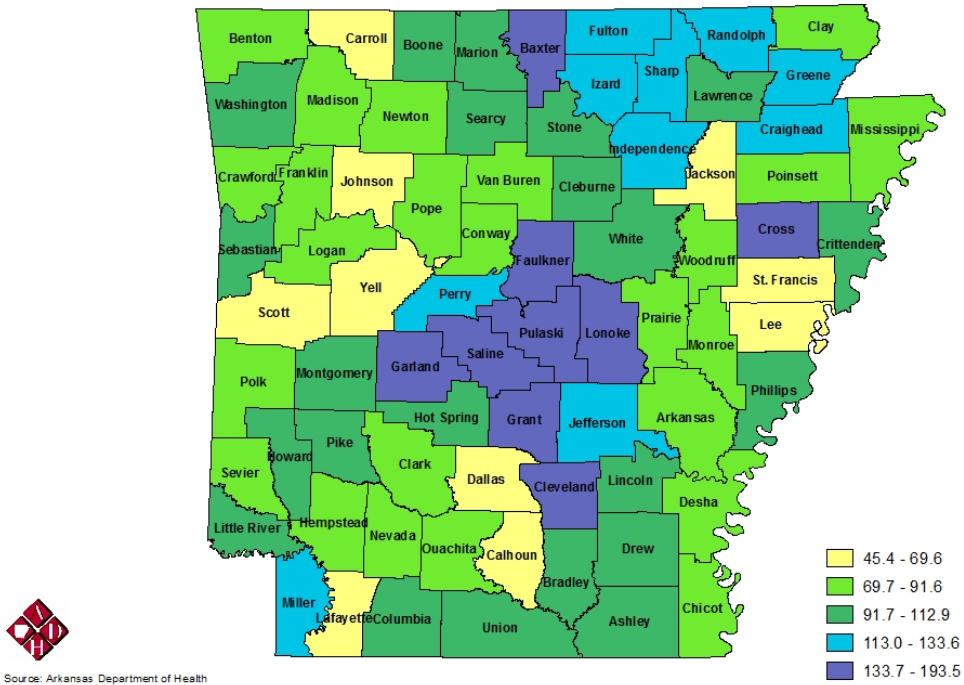 Benton
Carroll
Boone
Marion
Baxter
Fulton
Randolph
Clay
Sharp
Izard
Greene
Washington
Madison
Newton
Searcy
Stone
Lawrence
Independence
Craighead
Mississippi
Crawford
Franklin
Johnson
Pope
Van Buren
Cleburne
Jackson
Poinsett
Sebastian
Logan
Conway
Faulkner
White
Woodruff
Cross
Crittenden
Scott
Yell
Perry
St. Francis
Lee
Pulaski
Lonoke
Prairie
Monroe
Saline
Garland
Polk
Montgomery
Phillips
Hot Spring
Grant
Jefferson
Arkansas
Howard
Pike
Clark
Sevier
Dallas
Cleveland
Lincoln
Desha
Little River
Hempstead
Nevada
Ouachita
Calhoun
Drew
Bradley
Miller
Lafayette
Columbia
Union
Ashley
Chicot
45.4 - 69.6
69.7 - 91.6
91.7 - 112.9
113.0 - 133.6
133.7 - 193.5
A
D
H
Source: Arkansas Department of Health